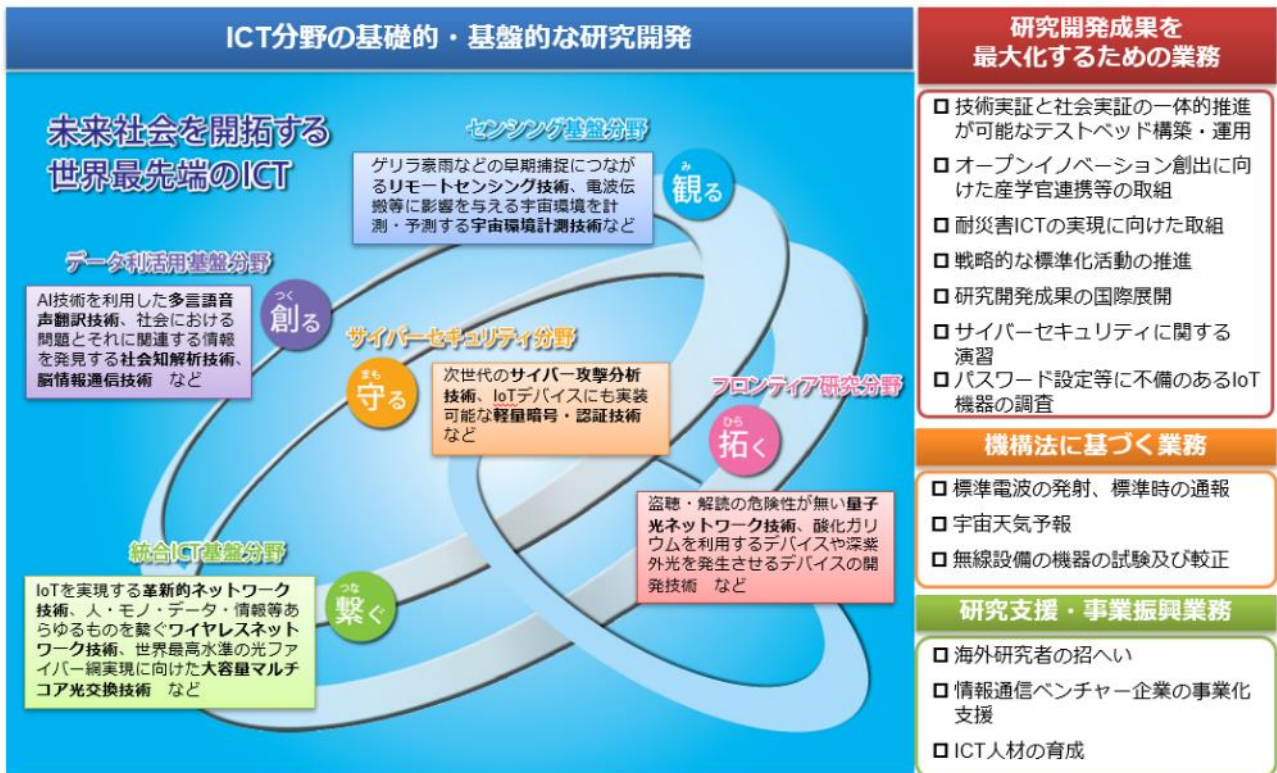 ICT分野の基礎的・基盤的な研究開発
未来社会を開拓する
世界最先端のICT
センシング基盤分野
ゲリラ豪雨などの早期捕捉につなが
るリモートセンシング技術、電波伝
搬等に影響を与える宇宙環境を計
測・予測する宇宙環境計測技術など
み
観る
データ利活用基盤分野
AI技術を利用した多言語音
声翻訳技術、社会における
問題とそれに関連する情報
を発見する社会知解析技術、
脳情報通信技術 など
つく
創る
サイバーセキュリティ分野
まも
守る
次世代のサイバー攻撃分析
技術、IoTデバイスにも実装
可能な軽量暗号・認証技術
など
フロンティア研究分野
ひら
拓く
盗聴・解読の危険性が無い量子
光ネットワーク技術、酸化ガリ
ウムを利用するデバイスや深紫
外光を発生させるデバイスの開
発技術 など
統合ICT基盤分野
IoTを実現する革新的ネットワーク
技術、人・モノ・データ・情報等あ
らゆるものを繋ぐワイヤレスネット
ワーク技術、世界最高水準の光ファ
イバー網実現に向けた大容量マルチ
コア光交換技術 など
つな
繋ぐ
研究開発成果を
最大化するための業務
技術実証と社会実証の一体的推進
が可能なテストベッド構築・運用
オープンイノベーション創出に向
けた産学官連携等の取組
耐災害ICTの実現に向けた取組
戦略的な標準化活動の推進
研究開発成果の国際展開
サイバーセキュリティに関する
演習
パスワード設定等に不備のあるIoT
機器の調査
機構法に基づく業務
標準電波の発射、標準時の通報
宇宙天気予報
無線設備の機器の試験及び較正
研究支援・事業振興業務
海外研究者の招へい
情報通信ベンチャー企業の事業化
支援
ICT人材の育成